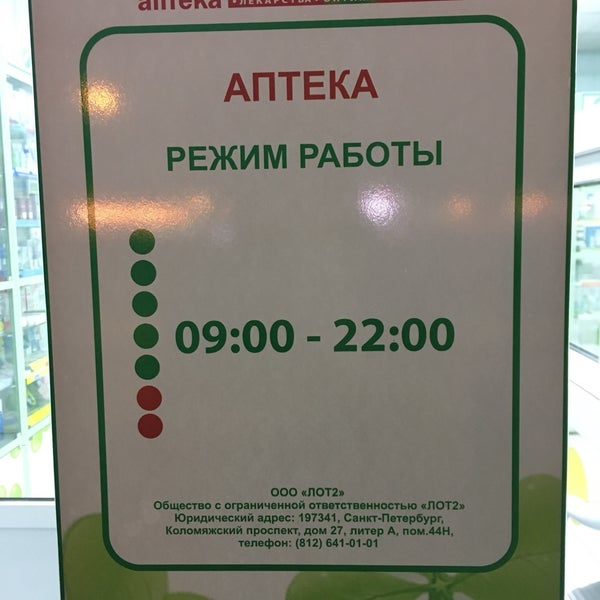 аптека
•ЛЕКАРСТВА•
АПТЕКА
РЕЖИМ РАБОТЫ
09:00 - 22:00
ООО «ЛОТ2»
Общество с ограниченной ответственностью «ЛОТ2»
Юридический адрес: 197341, Санкт-Петербург,
Коломяжский проспект, дом 27, литер А, пом.44Н,
телефон: (812) 641-01-01